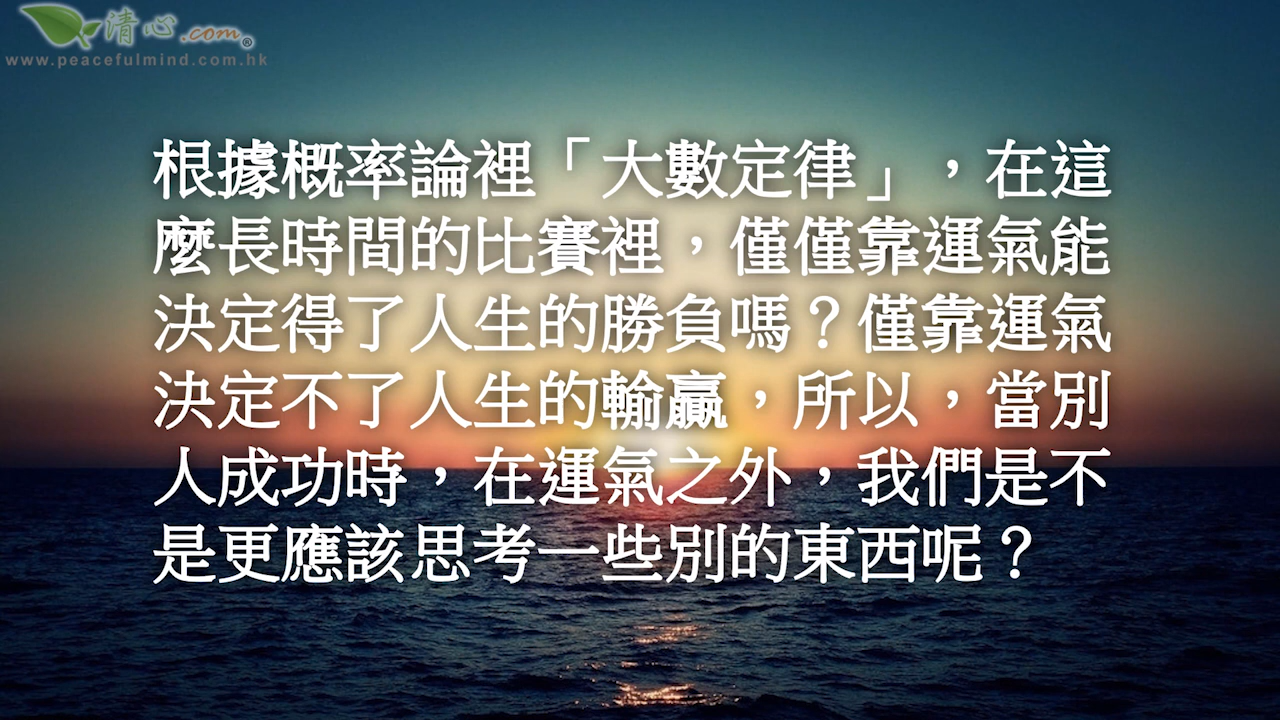 清心.com®
www.peacefulmind.com.hk
根據概率論裡「大數定律」，在這
麼長時間的比賽裡，僅僅靠運氣能
決定得了人生的勝負嗎？僅靠運氣
決定不了人生的輸贏，所以，當別
人成功時，在運氣之外，我們是不
是更應該思考一些別的東西呢？